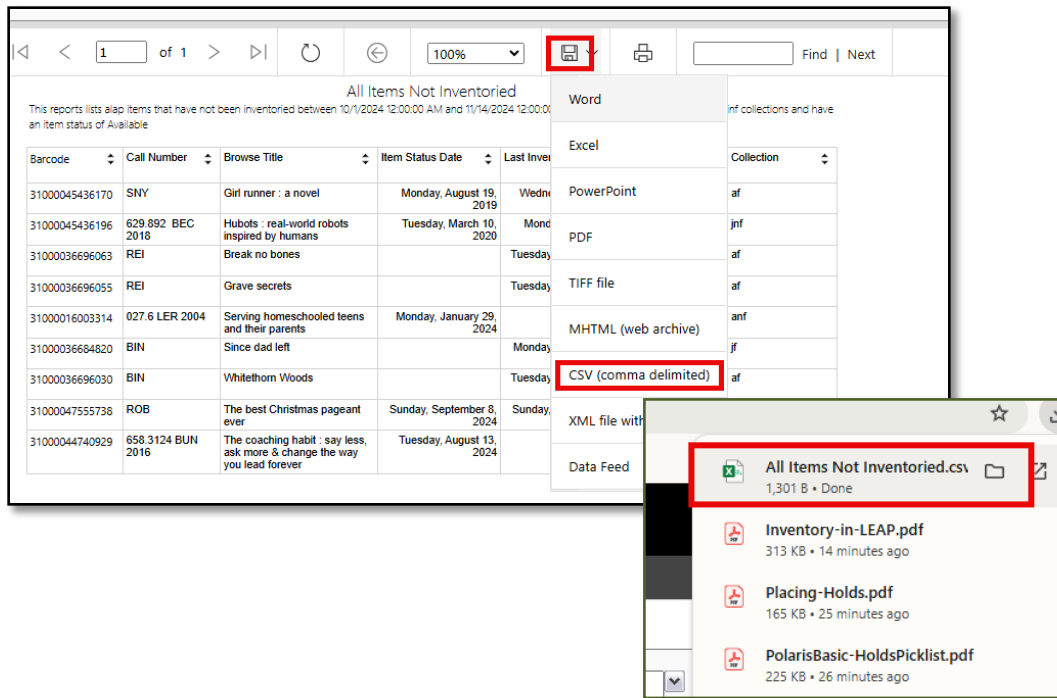 1 of 1 100% Find | Next
All Items Not Inventoried
This reports lists alap items that have not been inventoried between 10/1/2024 12:00:00 AM and 11/14/2024 12:00:00 inf collections and have
an item status of Available
Barcode Call Number Browse Title Item Status Date Last Inver Collection
31000045436170 SNY Girl runner : a novel Monday, August 19, Wedne af
2019
31000045436196 629.892 BEC Hubots : real-world robots Tuesday, March 10, Mond jnf
2018 inspired by humans 2020
31000036696063 REI Break no bones Tuesday af
31000036696055 REI Grave secrets Tuesday af
31000016003314 027.6 LER 2004 Serving homeschooled teens Monday, January 29, anf
and their parents 2024
31000036684820 BIN Since dad left Monday jf
31000036696030 BIN Whitethorn Woods Tuesday af
31000047555738 ROB The best Christmas pageant Sunday, September 8, Sunday,
ever 2024
31000044740929 658.3124 BUN The coaching habit : say less, Tuesday, August 13,
2016 ask more & change the way 2024
you lead forever
Word
Excel
PowerPoint
PDF
TIFF file
MHTML (web archive)
CSV (comma delimited)
XML file with
Data Feed
All Items Not Inventoried.csv
1,301 B • Done
Inventory-in-LEAP.pdf
313 KB • 14 minutes ago
Placing-Holds.pdf
165 KB • 25 minutes ago
PolarisBasic-HoldsPicklist.pdf
225 KB • 26 minutes ago